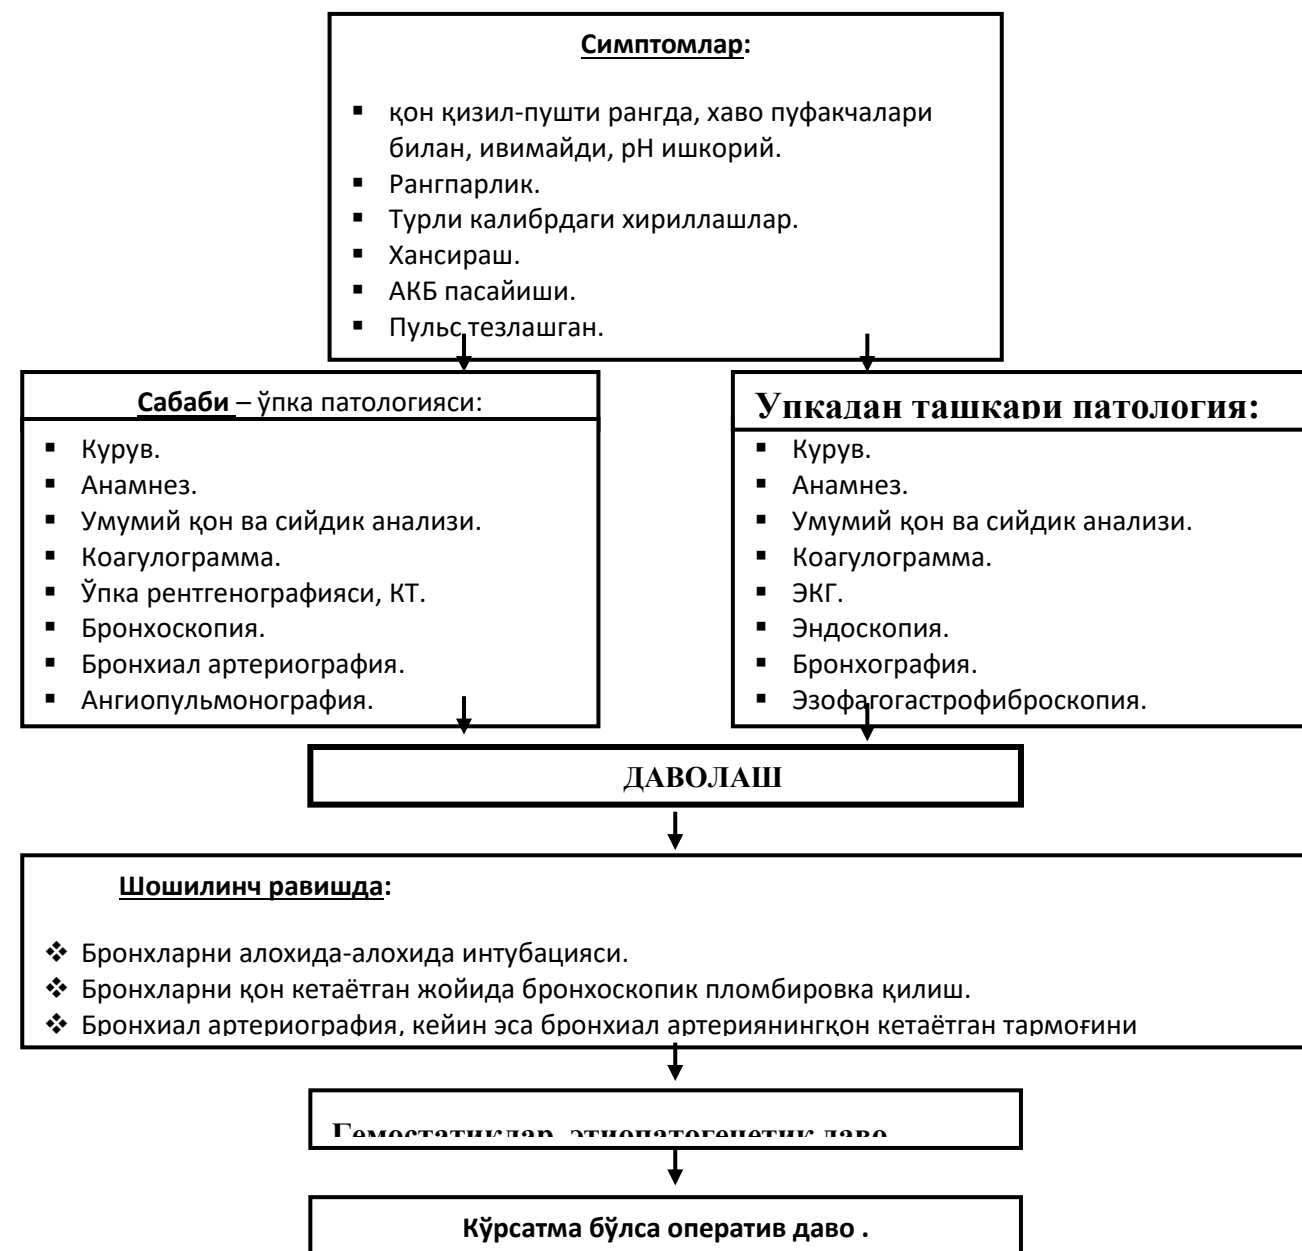 Симптомлар:
▪ қон қизил-пушти рангда, хаво пуфакчалари
билан, ивимайди, рН ишкорий.
▪ Рангпарлик.
▪ Турли калибрдаги хириллашлар.
▪ Хансираш.
▪ АКБ пасайиши.
▪ Пульс тезлашган.
Сабаби – ўпка патологияси:
▪ Курув.
▪ Анамнез.
▪ Умумий қон ва сийдик анализи.
▪ Коагулограмма.
▪ Ўпка рентгенографияси, КТ.
▪ Бронхоскопия.
▪ Бронхиал артериография.
▪ Ангиопульмонография.
Упкадан ташкари патология:
▪ Курув.
▪ Анамнез.
▪ Умумий қон ва сийдик анализи.
▪ Коагулограмма.
▪ ЭКГ.
▪ Эндоскопия.
▪ Бронхография.
▪ Эзофагогастрофиброскопия.
ДАВОЛАШ
Шошилинч равишда:
❖ Бронхларни алохида-алохида интубацияси.
❖ Бронхларни қон кетаётган жойида бронхоскопик пломбировка қилиш.
❖ Бронхиал артериография, кейин эса бронхиал артериянингқон кетаётган тармоғини
Гемостатиклар, этиопатогенетик даво
Кўрсатма бўлса оператив даво .